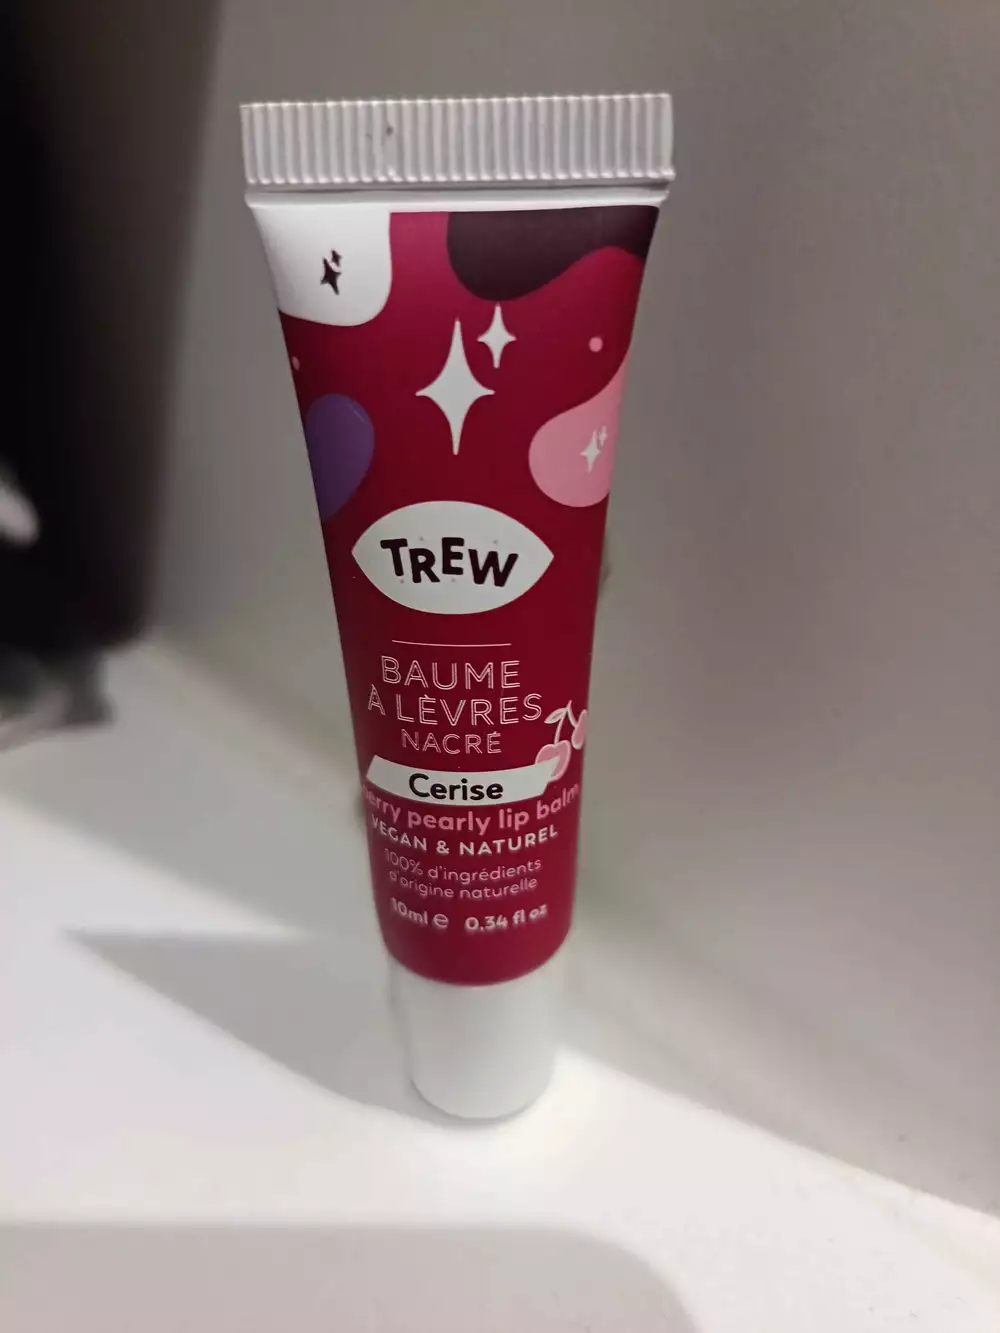 TREW
BAUME
À LÈVRES
NACRÉ
Cerise
pearly lip balm
VEGAN & NATUREL
100% d'ingrédients
d'origine naturelle
10ml e 0.34 fl oz